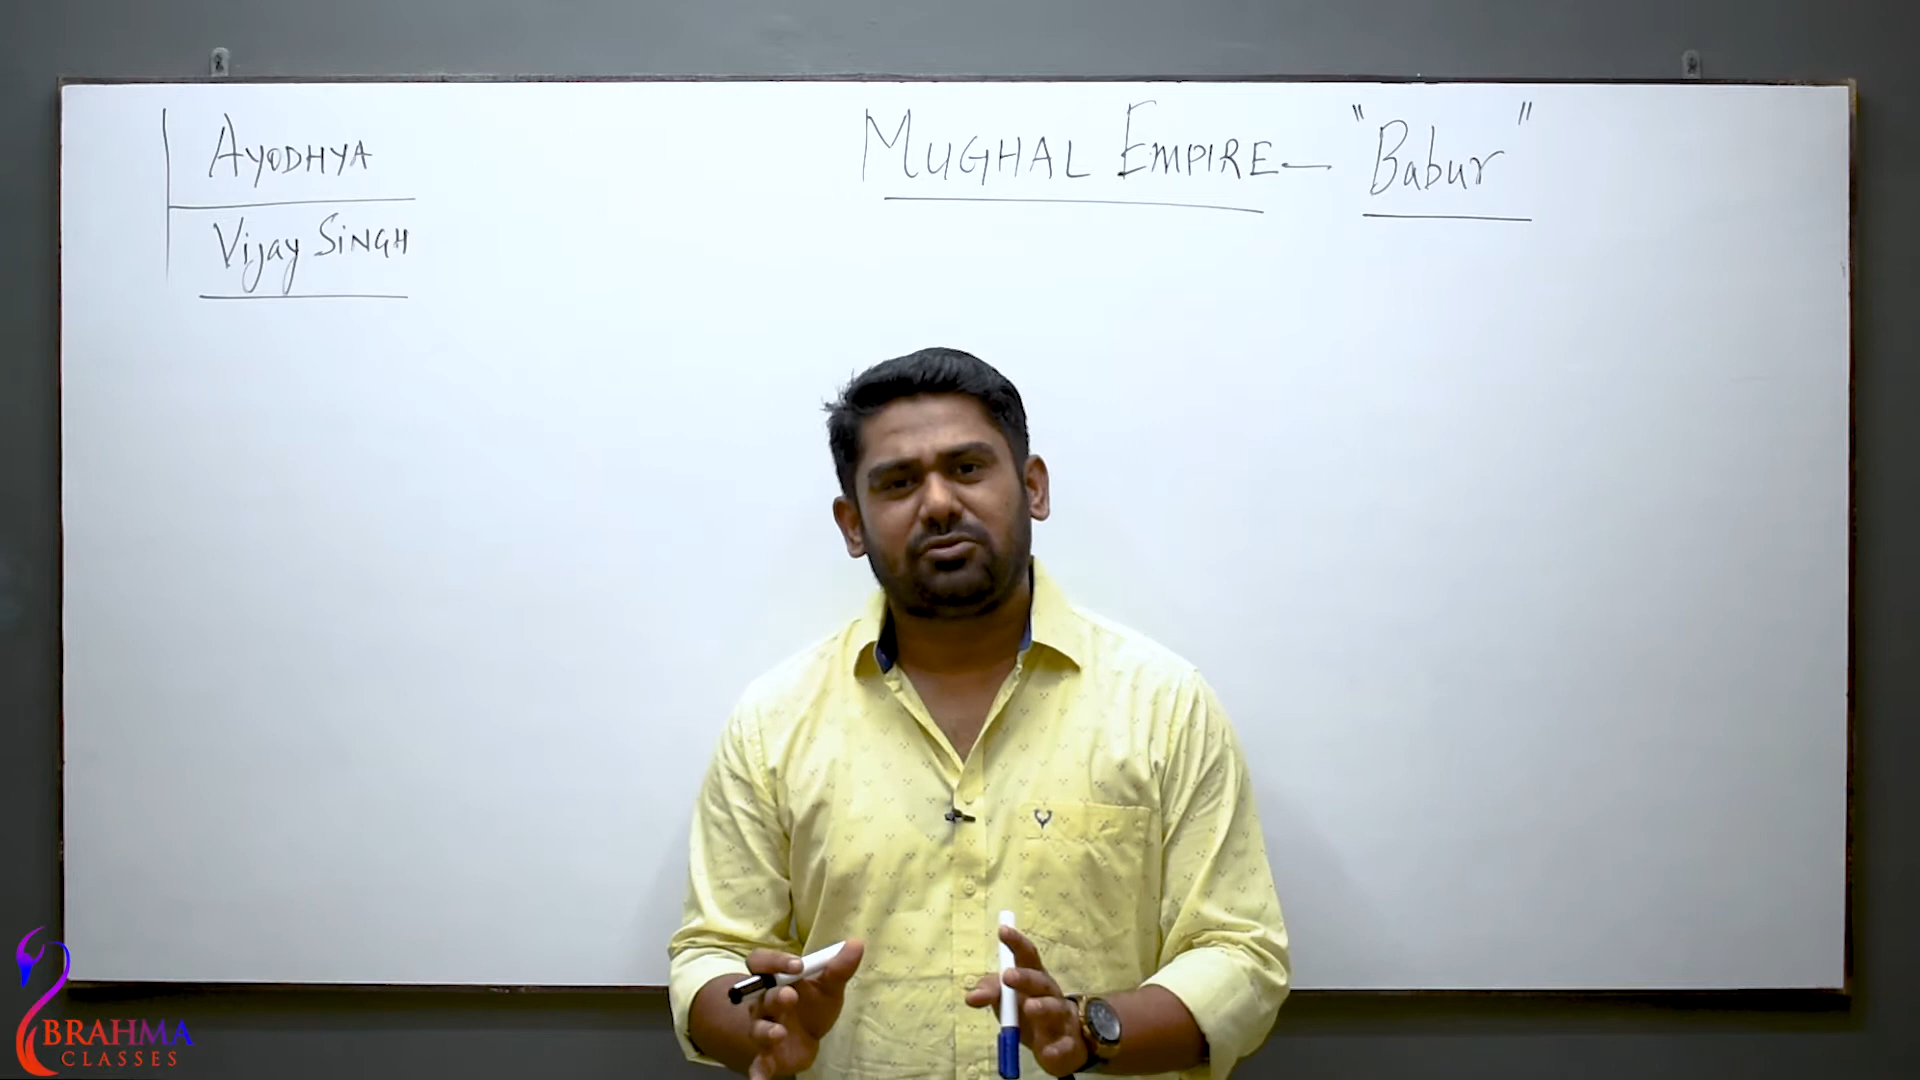 AYODHYA
Vijay SINGH
MUGHAL EMPIRE — "Babur"
BRAHMA
CLASSES